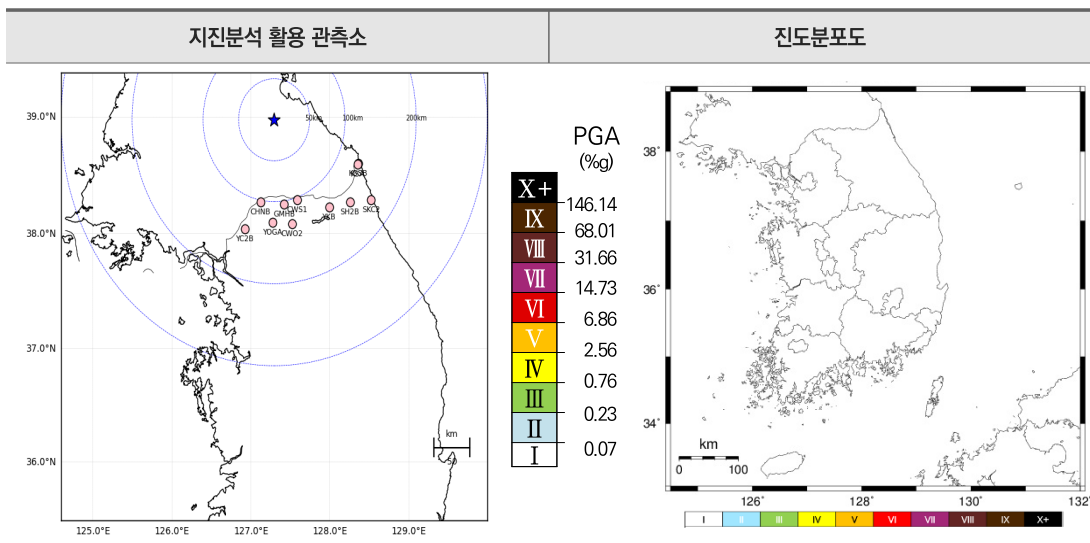 지진분석 활용 관측소
진도분포도
39.0°N
38.0°N
37.0°N
36.0°N
125.0°E
126.0°E
127.0°E
128.0°E
129.0°E
50km
100km
200km
CHNB
GMHB
CWS1
SH2B
SKC2
YC2B
YOGA
CWO2
km
50
PGA
(%g)
X+
146.14
IX
68.01
VIII
31.66
VII
14.73
VI
6.86
V
2.56
IV
0.76
III
0.23
II
0.07
I
38°
36°
34°
km
0
100
126°
128°
130°
132°
I
II
III
IV
V
VI
VII
VIII
IX
X+